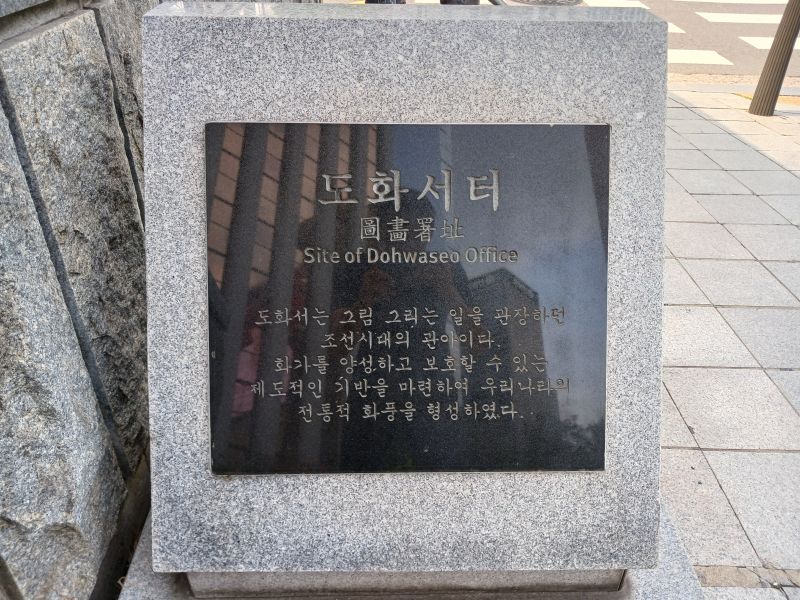 도화서터
圖畫署址
Site of Dohwaseo Office
도화서는 그림 그리는 일을 관장하던
조선시대의 관아이다.
화가를 양성하고 보호할 수 있는
제도적인 기반을 마련하여 우리나라의
전통적 화풍을 형성하였다.